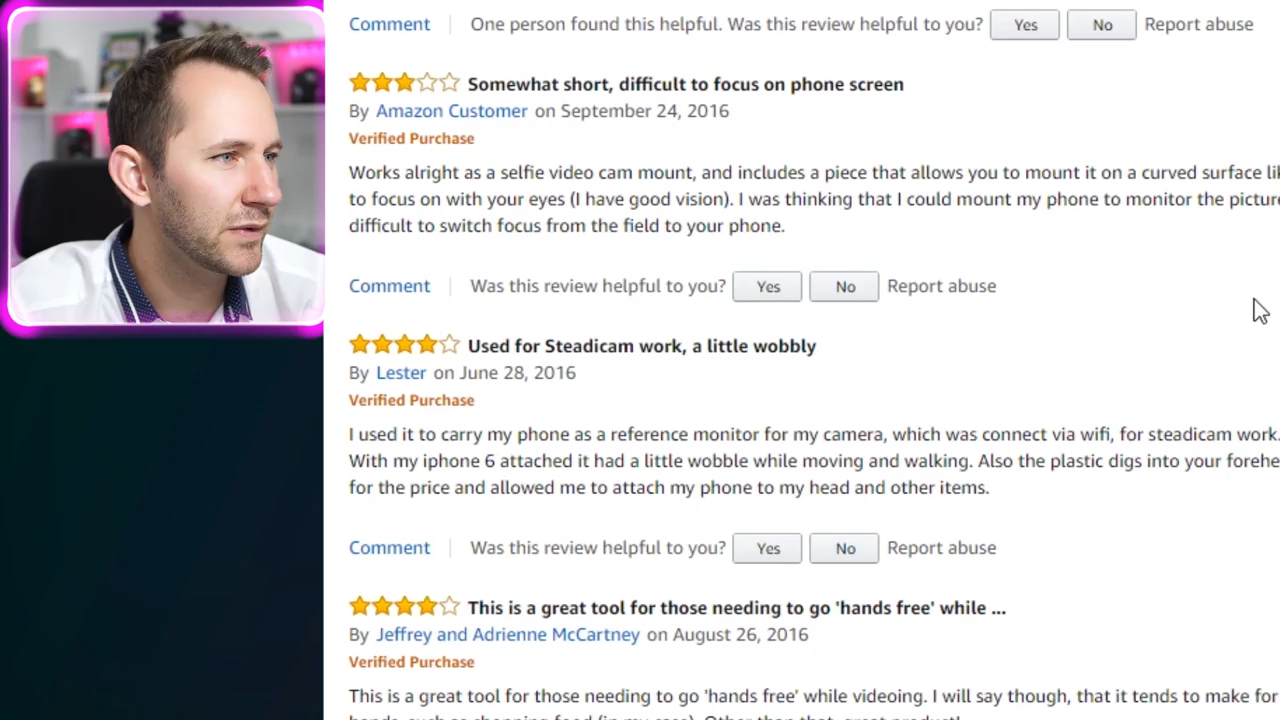 Comment | One person found this helpful. Was this review helpful to you? Yes No Report abuse
Somewhat short, difficult to focus on phone screen
By Amazon Customer on September 24, 2016
Verified Purchase
Works alright as a selfie video cam mount, and includes a piece that allows you to mount it on a curved surface
to focus on with your eyes (I have good vision). I was thinking that I could mount my phone to monitor the
difficult to switch focus from the field to your phone.
Comment | Was this review helpful to you? Yes No Report abuse
Used for Steadicam work, a little wobbly
By Lester on June 28, 2016
Verified Purchase
I used it to carry my phone as a reference monitor for my camera, which was connect via wifi, for steadicam work.
With my iphone 6 attached it had a little wobble while moving and walking. Also the plastic digs into your
for the price and allowed me to attach my phone to my head and other items.
Comment | Was this review helpful to you? Yes No Report abuse
This is a great tool for those needing to go 'hands free' while ...
By Jeffrey and Adrienne McCartney on August 26, 2016
Verified Purchase
This is a great tool for those needing to go 'hands free' while videoing. I will say though, that it tends to make for